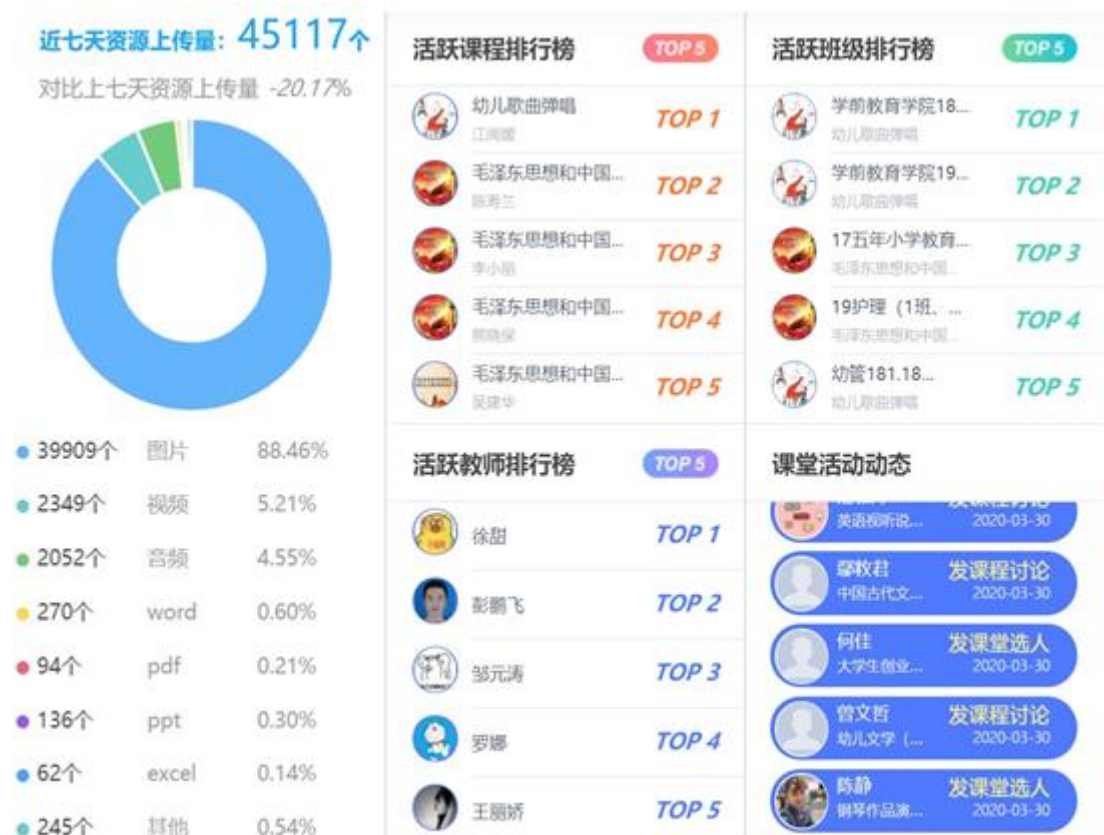 近七天资源上传量: 45117个
对比上七天资源上传量 -20.17%
39909个 图片 88.46%
2349个 视频 5.21%
2052个 音频 4.55%
270个 word 0.60%
94个 pdf 0.21%
136个 ppt 0.30%
62个 excel 0.14%
245个 其他 0.54%
活跃课程排行榜 TOP 5
幼儿歌曲弹唱 TOP 1
毛泽东思想和中国... TOP 2
陈寿兰
毛泽东思想和中国... TOP 3
李小丽
毛泽东思想和中国... TOP 4
熊晓保
毛泽东思想和中国... TOP 5
吴建华
活跃班级排行榜 TOP 5
学前教育学院18... TOP 1
幼儿歌曲弹唱
学前教育学院19... TOP 2
幼儿歌曲弹唱
17五年小学教育... TOP 3
毛泽东思想和中国...
19护理（1班、... TOP 4
毛泽东思想和中国...
幼管181.18... TOP 5
幼儿歌曲弹唱
活跃教师排行榜 TOP 5
徐甜 TOP 1
彭鹏飞 TOP 2
邹元涛 TOP 3
罗娜 TOP 4
王丽娇 TOP 5
课堂活动动态
发课程讨论
英语视听说... 2020-03-30
鄢牧君 发课程讨论
中国古代文... 2020-03-30
何佳 发课堂选人
大学生创业... 2020-03-30
曾文哲 发课程讨论
幼儿文学（... 2020-03-30
陈静 发课堂选人
钢琴作品演... 2020-03-30